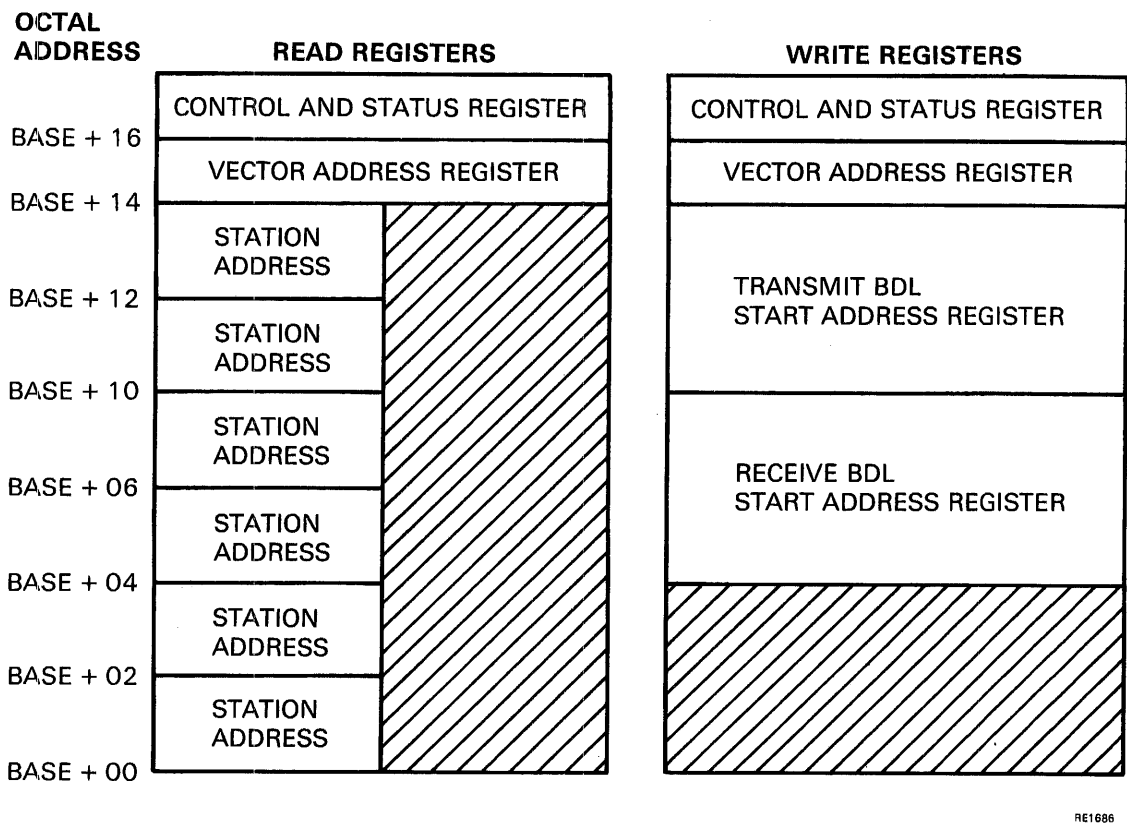 OCTAL
ADDRESS
READ REGISTERS
WRITE REGISTERS
CONTROL AND STATUS REGISTER
CONTROL AND STATUS REGISTER
BASE + 16
VECTOR ADDRESS REGISTER
VECTOR ADDRESS REGISTER
BASE + 14
STATION
ADDRESS
TRANSMIT BDL
START ADDRESS REGISTER
BASE + 12
STATION
ADDRESS
BASE + 10
STATION
ADDRESS
RECEIVE BDL
START ADDRESS REGISTER
BASE + 06
STATION
ADDRESS
BASE + 04
STATION
ADDRESS
BASE + 02
STATION
ADDRESS
BASE + 00
RE1686